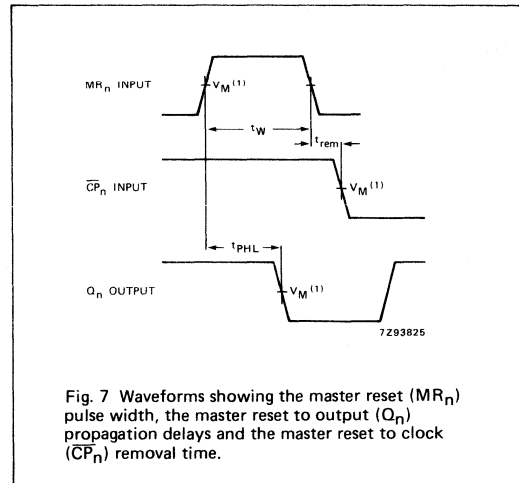 MRn INPUT
VM(1)
tW
trem
CPn INPUT
VM(1)
tPHL
Qn OUTPUT
VM(1)
7Z93825
Fig. 7 Waveforms showing the master reset (MRn)
pulse width, the master reset to output (Qn)
propagation delays and the master reset to clock
(CPn) removal time.